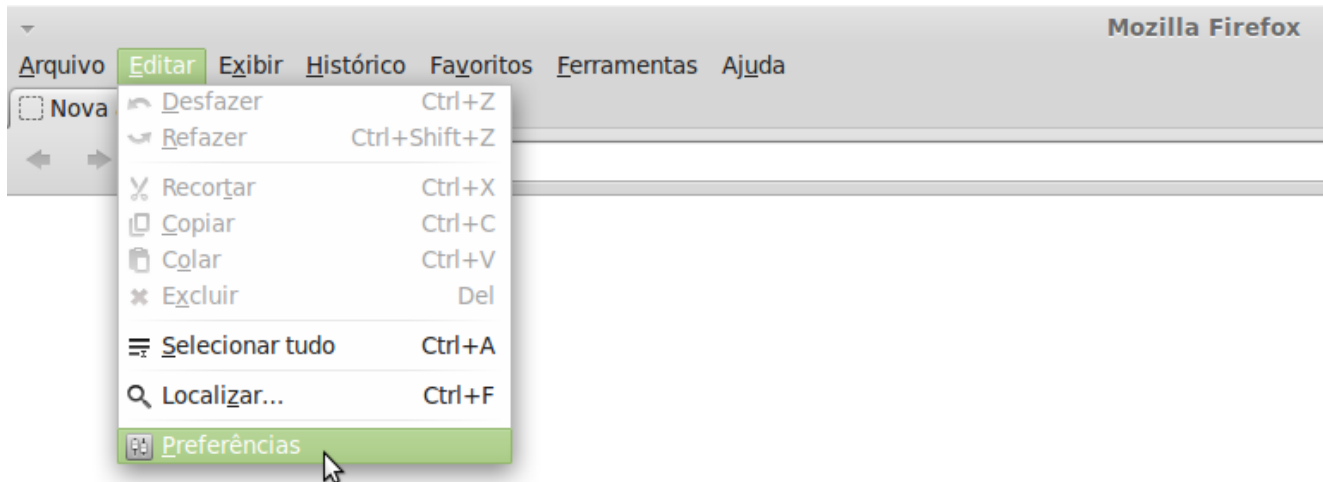 Mozilla Firefox
Arquivo Editar Exibir Histórico Favoritos Ferramentas Ajuda
Nova
Desfazer Ctrl+Z
Refazer Ctrl+Shift+Z
Recortar Ctrl+X
Copiar Ctrl+C
Colar Ctrl+V
Excluir Del
Selecionar tudo Ctrl+A
Localizar... Ctrl+F
Preferências